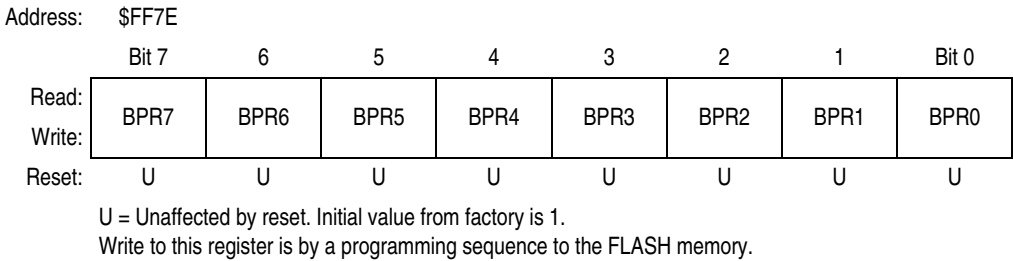 Address: $FF7E
Bit 7 6 5 4 3 2 1 Bit 0
Read:
BPR7 BPR6 BPR5 BPR4 BPR3 BPR2 BPR1 BPR0
Write:
Reset: U U U U U U U U
U = Unaffected by reset. Initial value from factory is 1.
Write to this register is by a programming sequence to the FLASH memory.